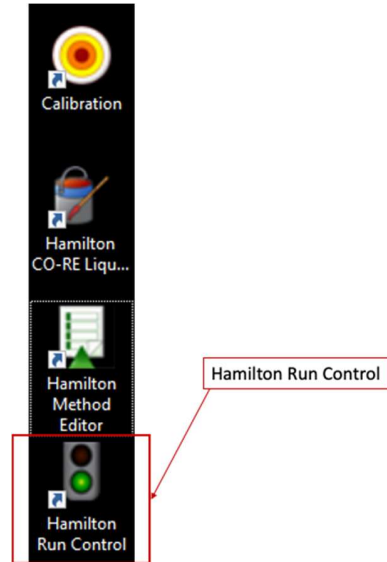 Calibration
Hamilton
CO-RE Liqu...
Hamilton
Method
Editor
Hamilton Run Control
Hamilton
Run Control